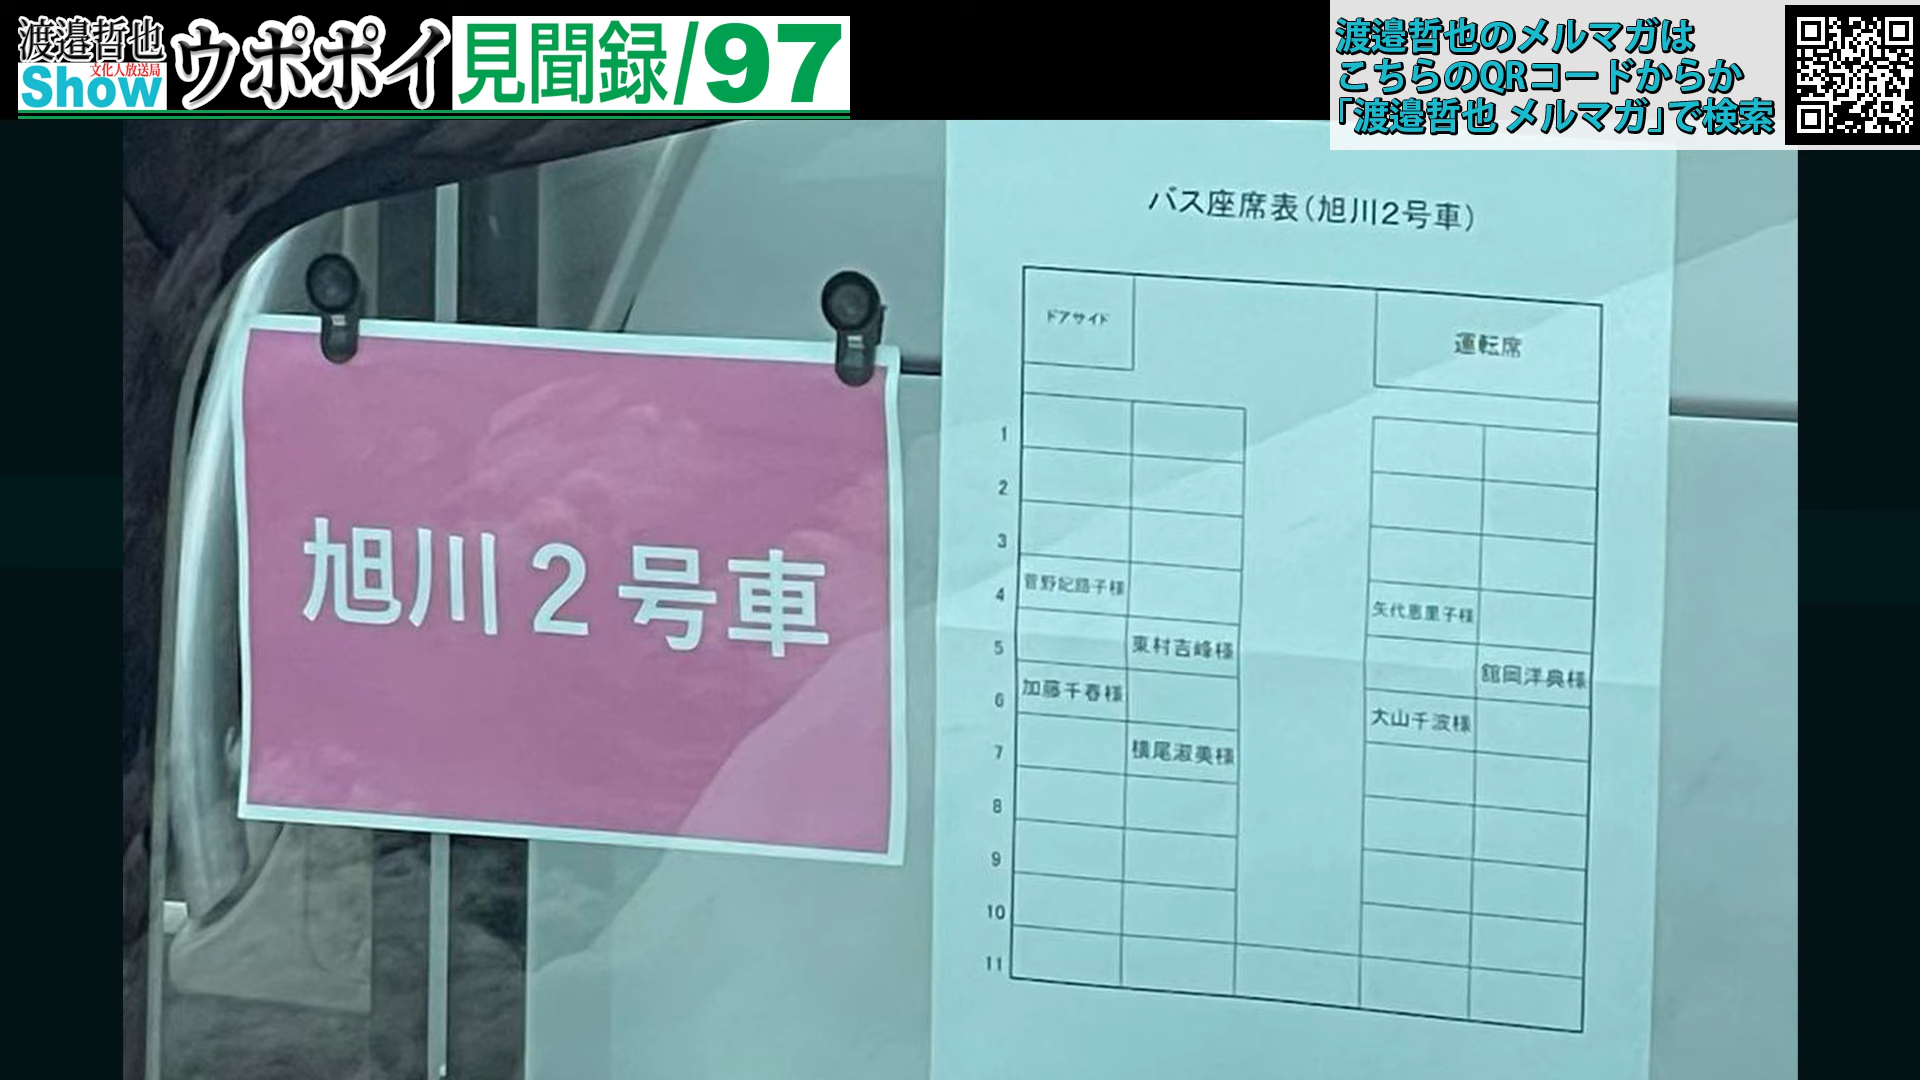 渡邉哲也
Show
文化人放送局
ウポポイ見聞録/97
渡邉哲也のメルマガは
こちらのQRコードからか
「渡邉哲也 メルマガ」で検索
旭川2号車
バス座席表(旭川2号車)
ドアサイド
運転席
1
2
3
4 菅野紀路子様 矢代恵里子様
5 東村吉峰様 舘岡洋典様
6 加藤千春様 大山千波様
7 横尾淑美様
8
9
10
11